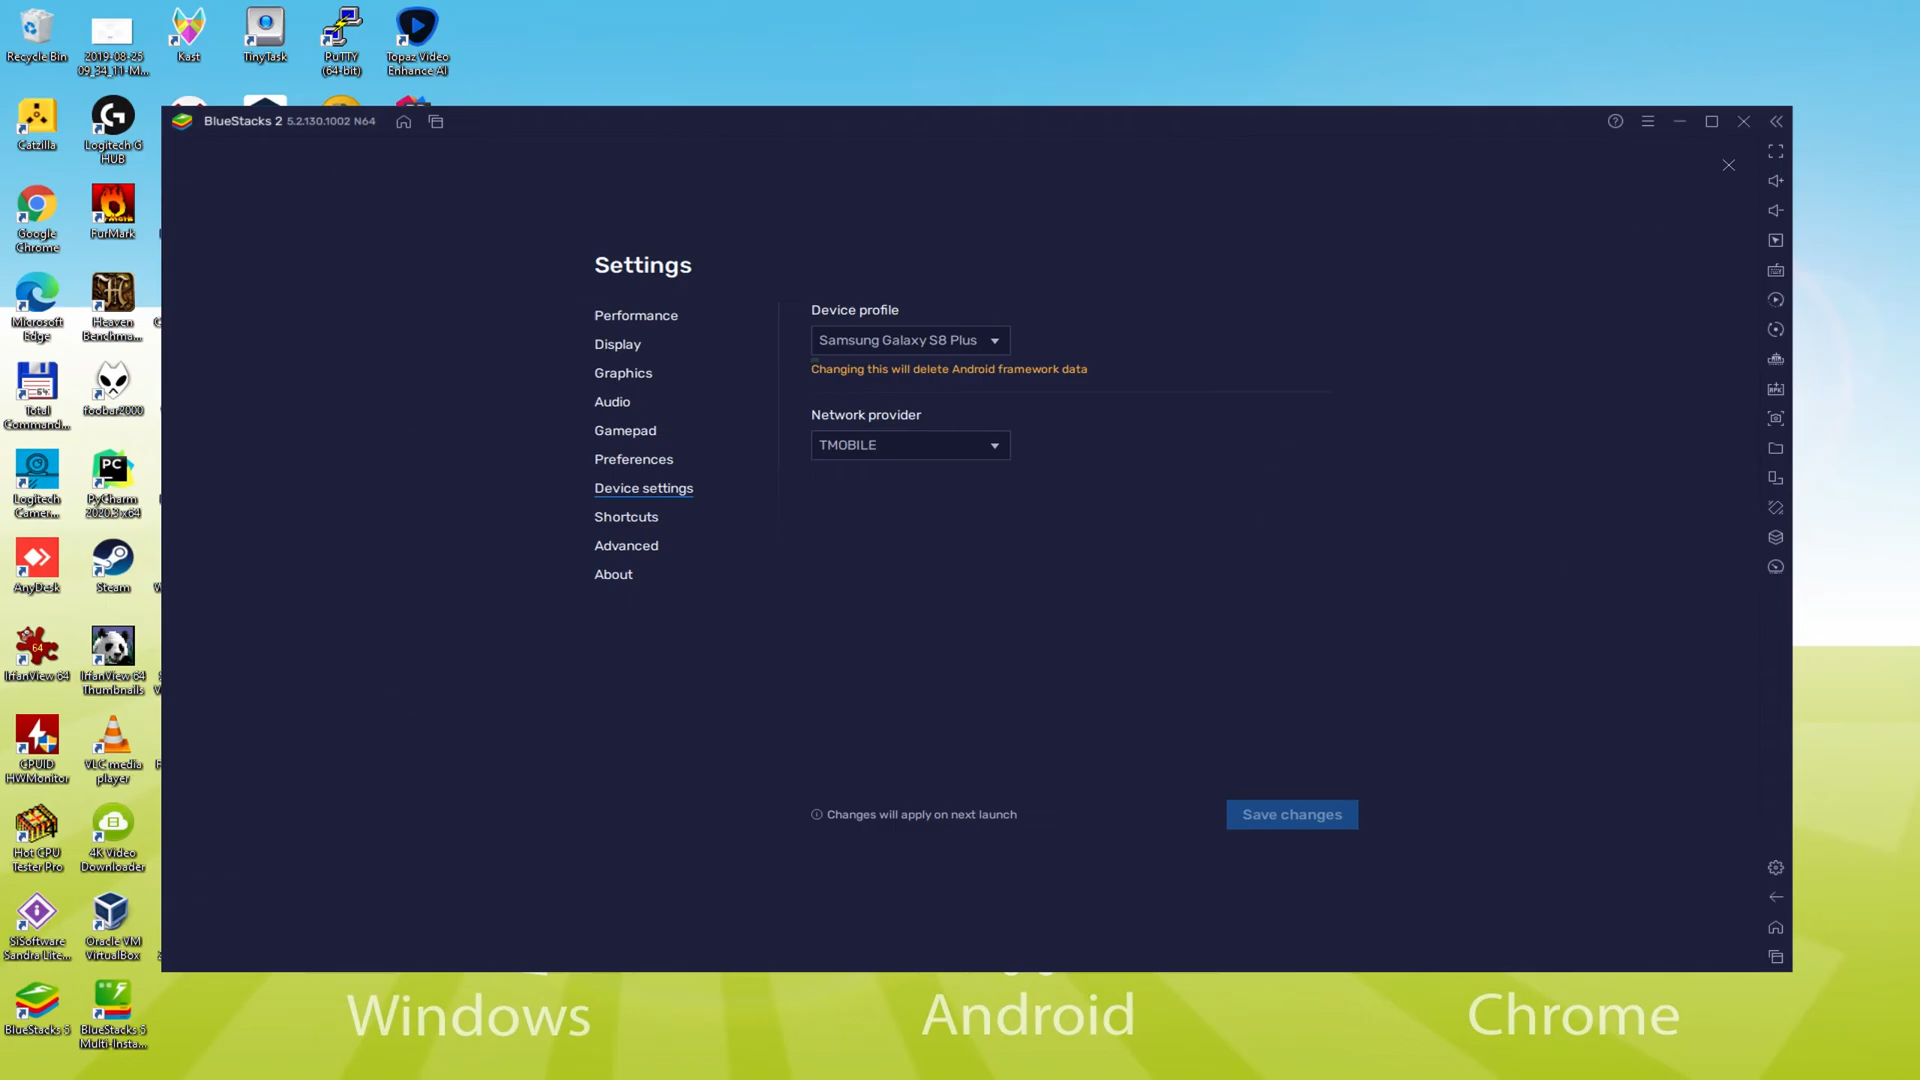 Recycle Bin
2019-08-25
09_34_11-M...
Kast
TinyTask
PuTTY
(64-bit)
Topaz Video
Enhance AI
Catzilla
Logitech G
HUB
Google
Chrome
FurMark
Microsoft
Edge
Heaven
Benchma...
Total
Command...
foobar2000
Logitech
Camer...
PyCharm
2020.3 x64
AnyDesk
Steam
IrfanView 64
IrfanView 64
Thumbnails
CPUID
HWMonitor
VLC media
player
Hot CPU
Tester Pro
4K Video
Downloader
SiSoftware
Sandra Lite...
Oracle VM
VirtualBox
BlueStacks 5
BlueStacks 5
Multi-Insta...
BlueStacks 2 5.2.130.1002 N64
Settings
Performance
Display
Graphics
Audio
Gamepad
Preferences
Device settings
Shortcuts
Advanced
About
Device profile
Samsung Galaxy S8 Plus
Changing this will delete Android framework data
Network provider
TMOBILE
Changes will apply on next launch
Save changes
Windows
Android
Chrome